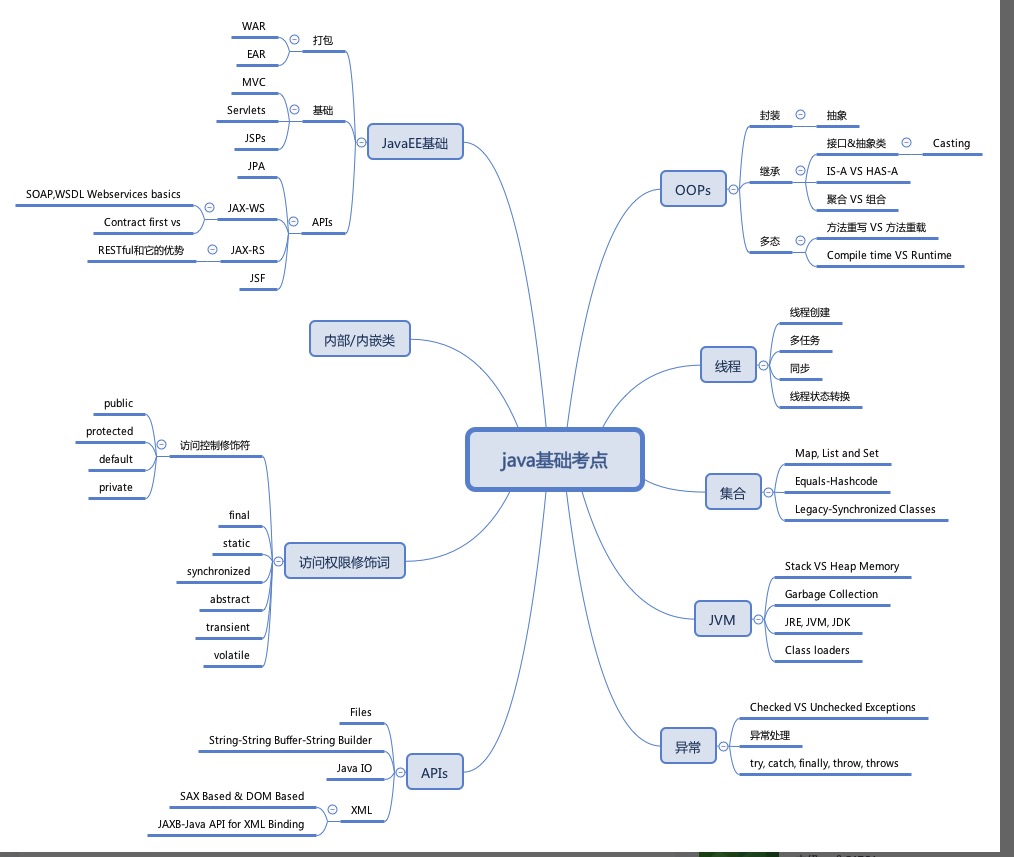 WAR
打包
EAR
MVC
Servlets
基础
JSPs
JavaEE基础
JPA
SOAP,WSDL Webservices basics
JAX-WS
Contract first vs
APIs
RESTful和它的优势
JAX-RS
JSF
内部/内嵌类
public
protected
访问控制修饰符
default
private
final
static
访问权限修饰词
synchronized
abstract
transient
volatile
Files
String-String Buffer-String Builder
Java IO
APIs
SAX Based & DOM Based
XML
JAXB-Java API for XML Binding
java基础考点
OOPs
封装
抽象
接口&抽象类
Casting
继承
IS-A VS HAS-A
聚合 VS 组合
方法重写 VS 方法重载
多态
Compile time VS Runtime
线程创建
多任务
线程
同步
线程状态转换
Map, List and Set
集合
Equals-Hashcode
Legacy-Synchronized Classes
Stack VS Heap Memory
Garbage Collection
JVM
JRE, JVM, JDK
Class loaders
Checked VS Unchecked Exceptions
异常
异常处理
try, catch, finally, throw, throws